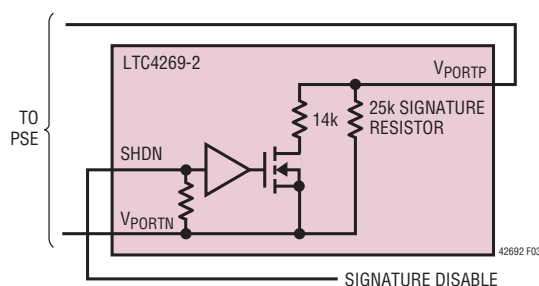 LTC4269-2
VPORTP
TO
PSE
14k
25k SIGNATURE
RESISTOR
SHDN
VPORTN
42692 F03
SIGNATURE DISABLE